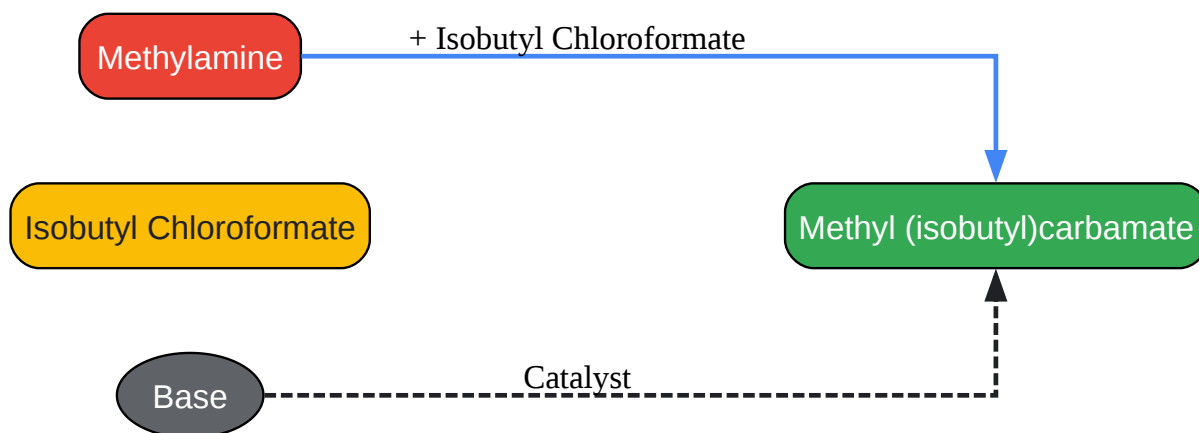 + Isobutyl Chloroformate
Methylamine
Isobutyl Chloroformate
Methyl (isobutyl)carbamate
Catalyst
Base